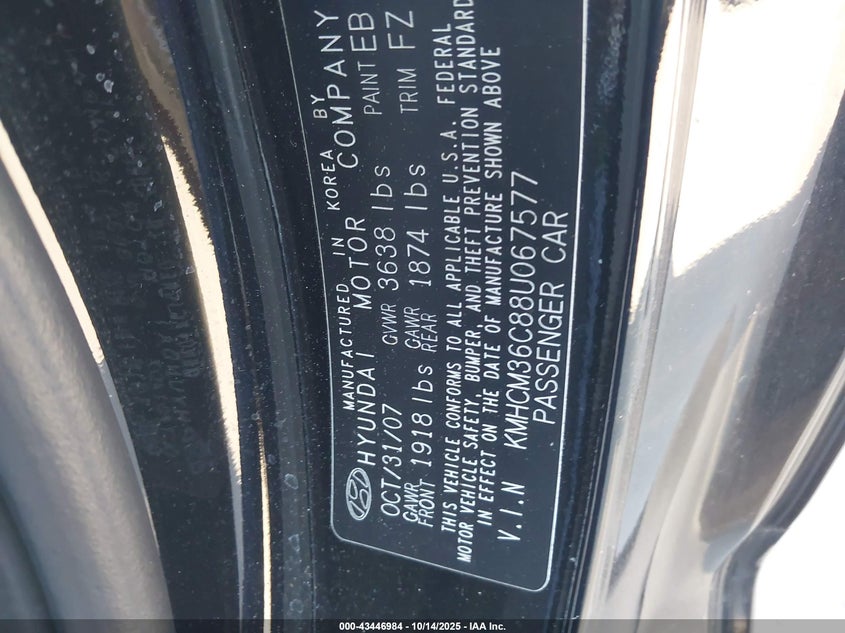 MANUFACTURED IN KOREA BY
HYUNDAI MOTOR COMPANY
OCT/31/07 GVWR 3638 lbs PAINT EB
GAWR FRONT 1918 lbs GAWR REAR 1874 lbs TRIM FZ
THIS VEHICLE CONFORMS TO ALL APPLICABLE U.S.A. FEDERAL
MOTOR VEHICLE SAFETY, BUMPER, AND THEFT PREVENTION STANDARD
IN EFFECT ON THE DATE OF MANUFACTURE SHOWN ABOVE
V.I.N KMHCM36C88U067577
PASSENGER CAR
000-43446984 - 10/14/2025 - IAA Inc.